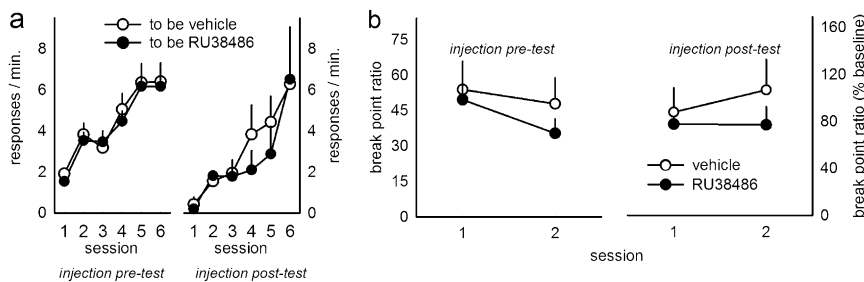 a
to be vehicle
to be RU38486
responses / min.
8
6
4
2
0
8
6
4
2
0
responses / min.
1 2 3 4 5 6
1 2 3 4 5 6
session
session
injection pre-test
injection post-test
b
break point ratio
75
60
45
30
15
0
injection pre-test
injection post-test
160
120
80
40
0
break point ratio (% baseline)
vehicle
RU38486
1 2
1 2
session